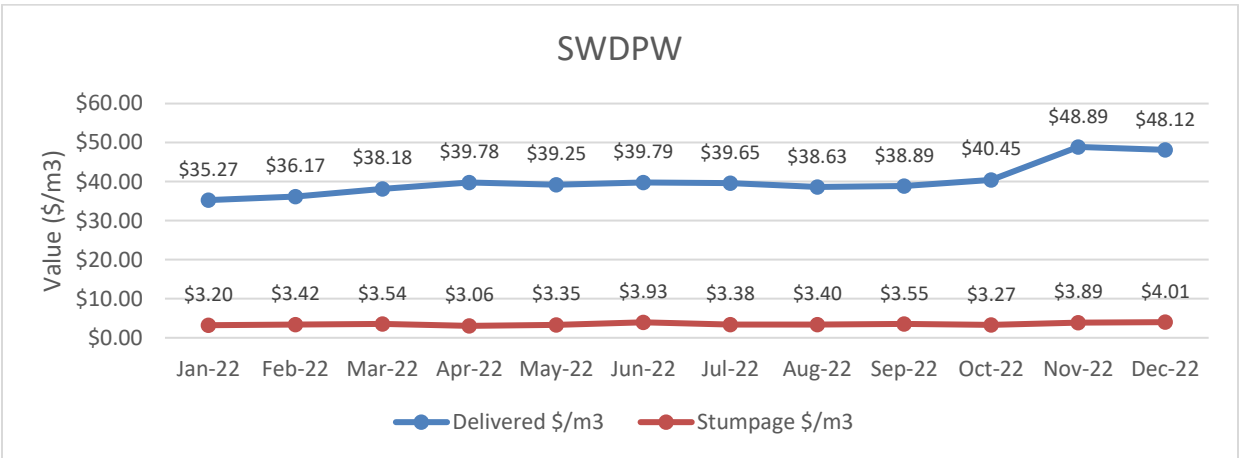 SWDPW
Value ($/m3)
$60.00
$50.00
$40.00
$30.00
$20.00
$10.00
$0.00
$35.27 $36.17 $38.18 $39.78 $39.25 $39.79 $39.65 $38.63 $38.89 $40.45 $48.89 $48.12
$3.20 $3.42 $3.54 $3.06 $3.35 $3.93 $3.38 $3.40 $3.55 $3.27 $3.89 $4.01
Jan-22 Feb-22 Mar-22 Apr-22 May-22 Jun-22 Jul-22 Aug-22 Sep-22 Oct-22 Nov-22 Dec-22
Delivered $/m3 Stumpage $/m3